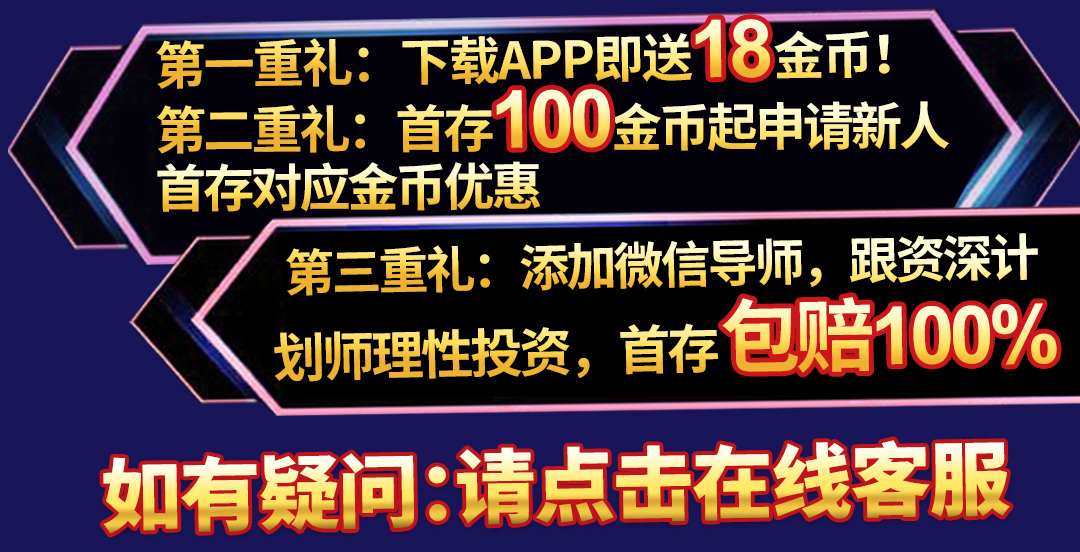 第一重礼：下载APP即送18金币！
第二重礼：首存100金币起申请新人
首存对应金币优惠
第三重礼：添加微信导师，跟资深计
划师理性投资，首存包赔100%
如有疑问：请点击在线客服